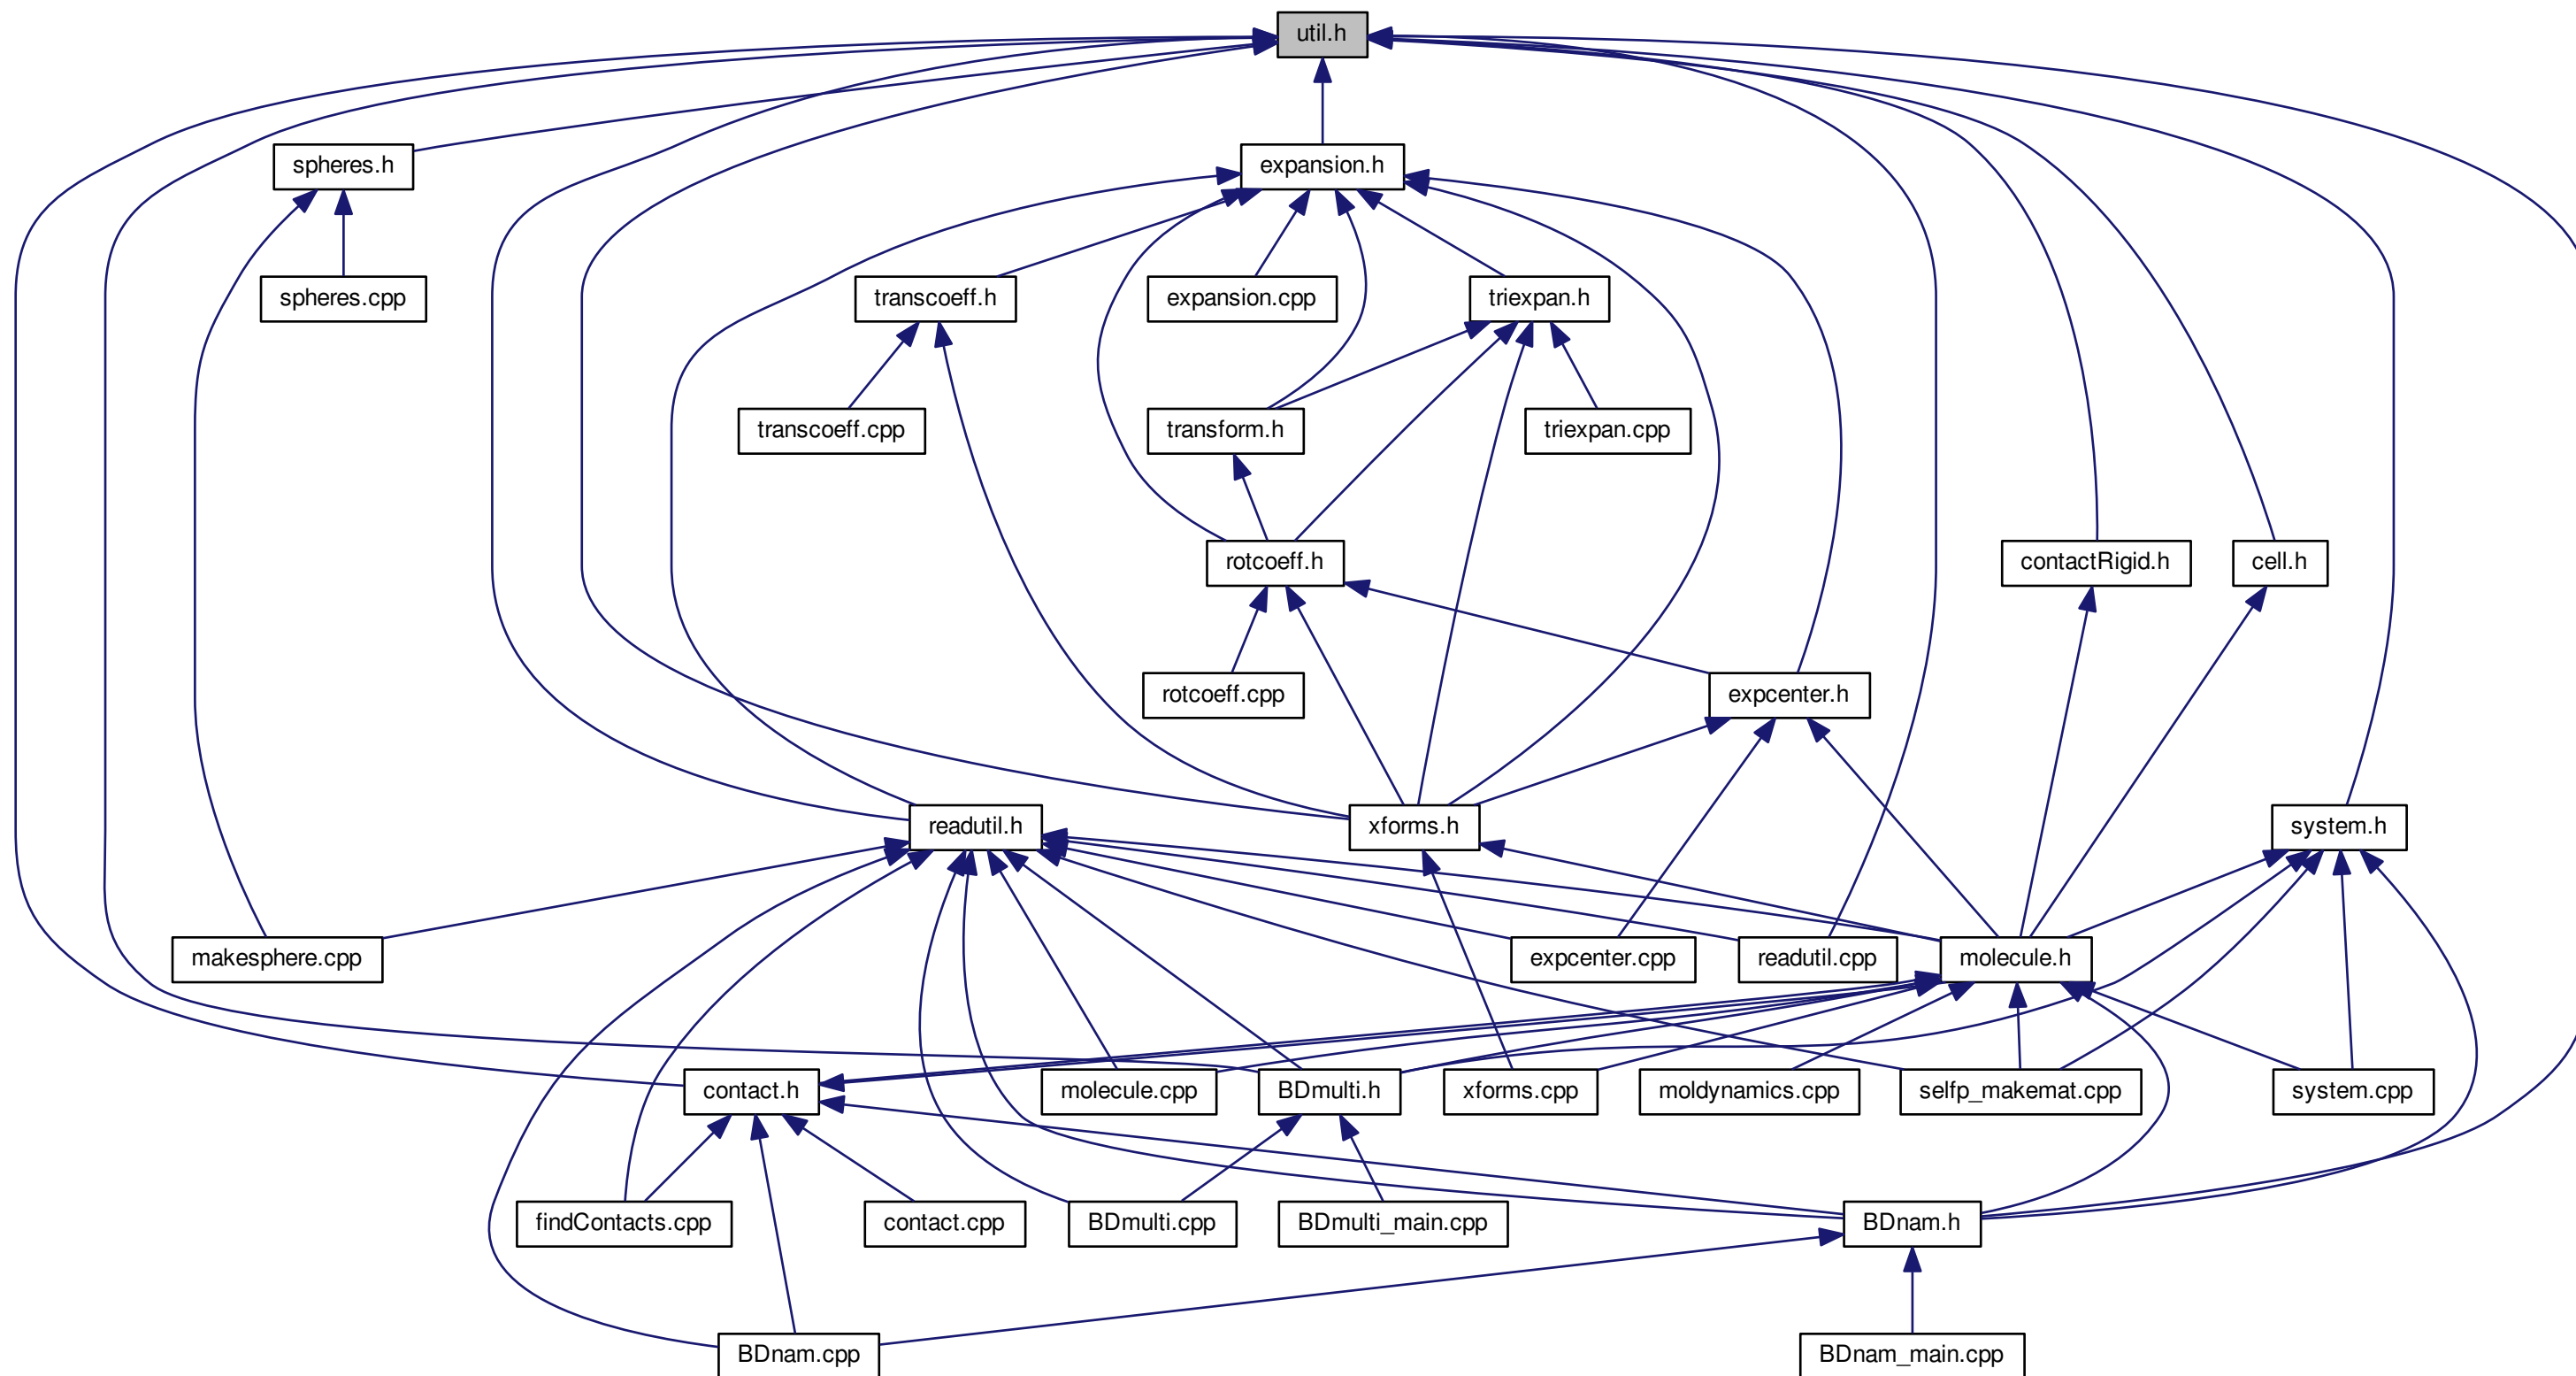 util.h
spheres.h
expansion.h
spheres.cpp
transcoeff.h
expansion.cpp
triexpan.h
transcoeff.cpp
transform.h
triexpan.cpp
rotcoeff.h
contactRigid.h
cell.h
rotcoeff.cpp
expcenter.h
readutil.h
xforms.h
system.h
makesphere.cpp
expcenter.cpp
readutil.cpp
molecule.h
contact.h
molecule.cpp
BDmulti.h
xforms.cpp
moldynamics.cpp
selfp_makemat.cpp
system.cpp
findContacts.cpp
contact.cpp
BDmulti.cpp
BDmulti_main.cpp
BDnam.h
BDnam.cpp
BDnam_main.cpp